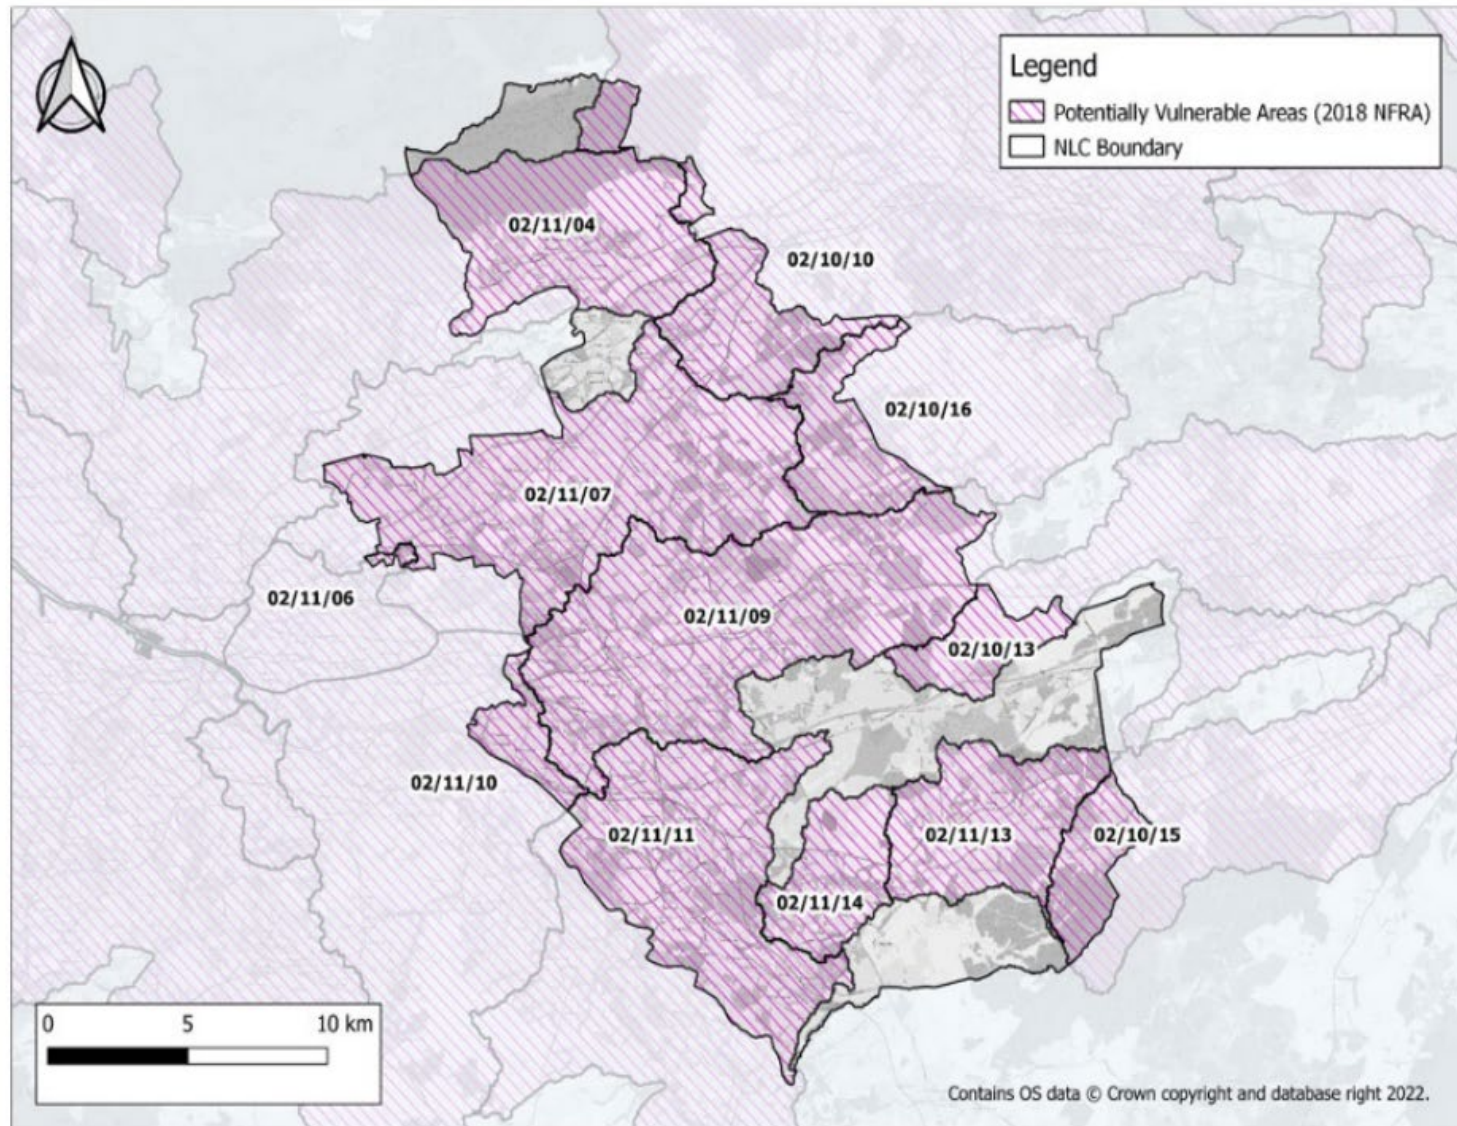 Legend
Potentially Vulnerable Areas (2018 NFRA)
NLC Boundary
02/11/04
02/10/10
02/10/16
02/11/07
02/11/06
02/11/09
02/10/13
02/11/10
02/11/11
02/11/13
02/10/15
02/11/14
0 5 10 km
Contains OS data © Crown copyright and database right 2022.